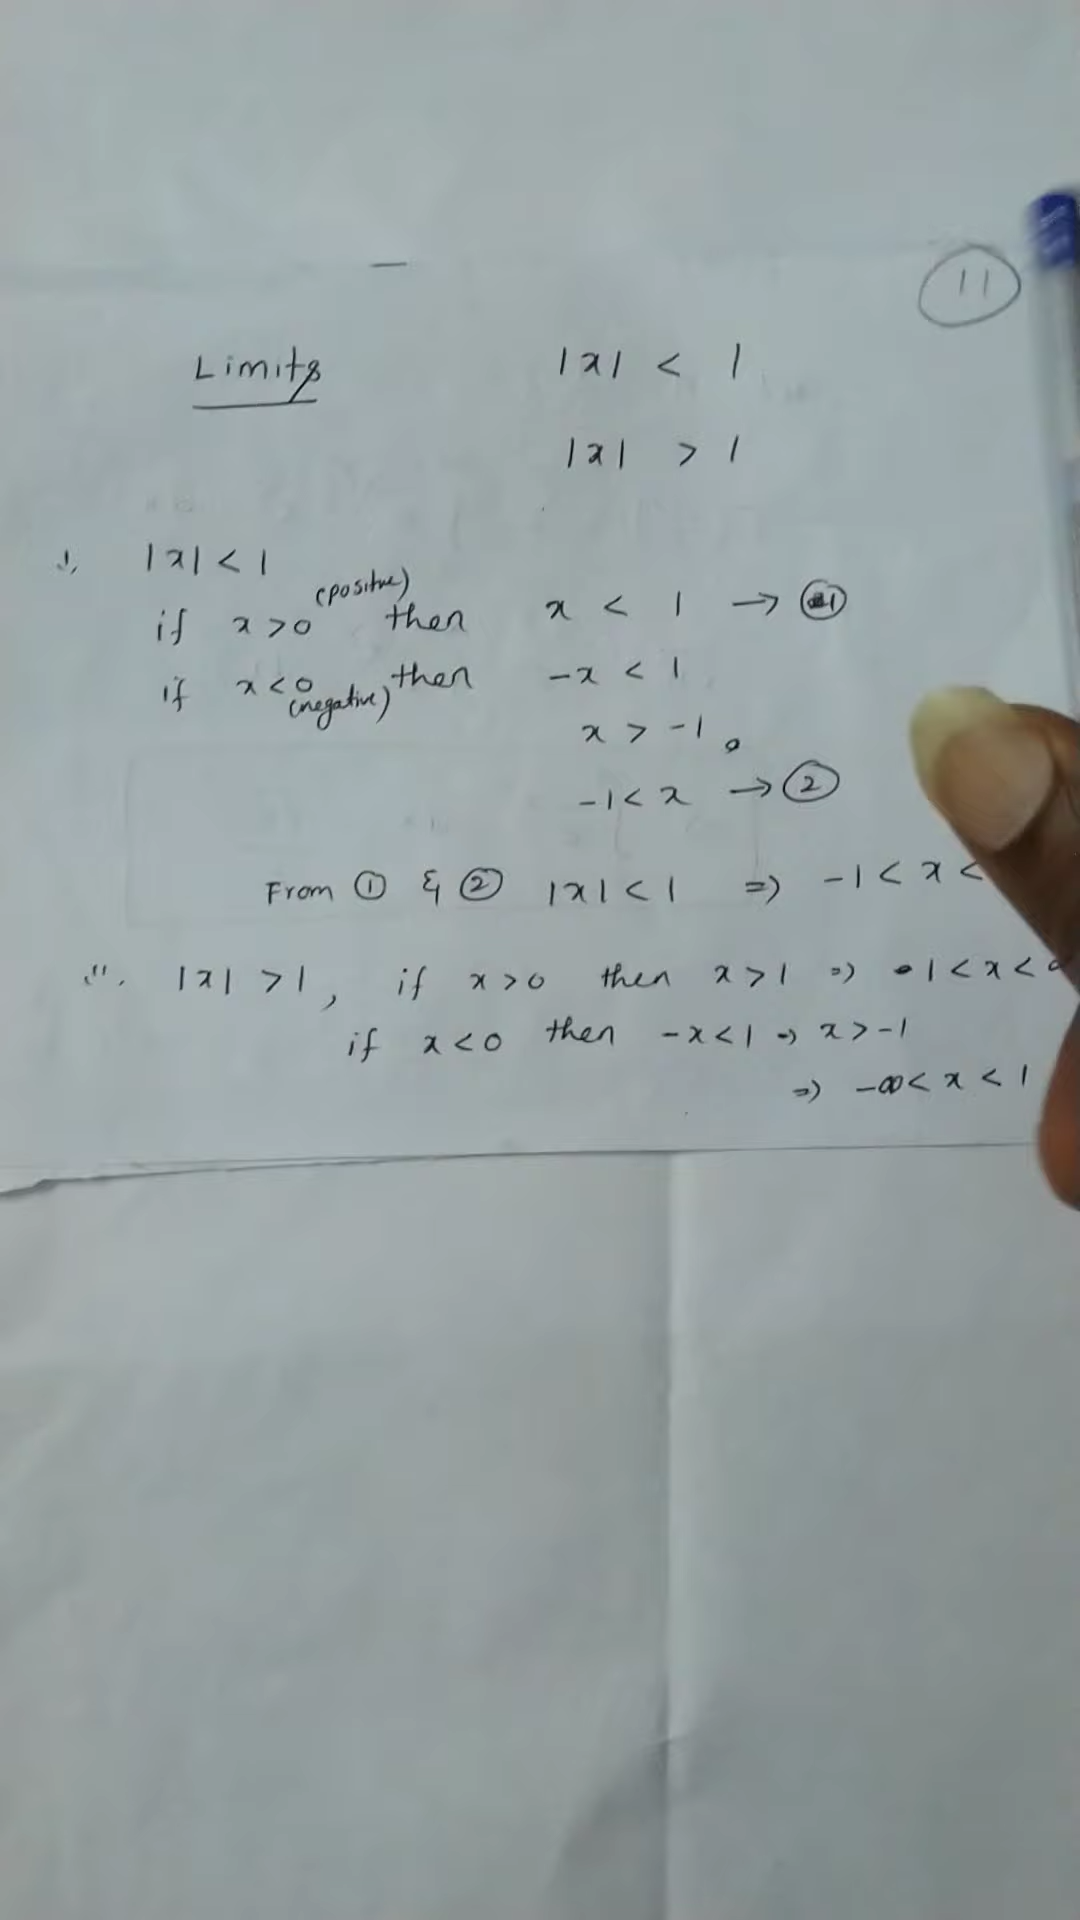 11
Limits |x| < 1
|x| > 1
i, |x| < 1
if x > 0 (positive) then x < 1 → ①
if x < 0 (negative) then -x < 1
x > -1
-1 < x → ②
From ① & ② |x| < 1 ⇒ -1 < x <
ii. |x| > 1, if x > 0 then x > 1 ⇒ 1 < x <
if x < 0 then -x < 1 ⇒ x > -1
⇒ -∞ < x < 1